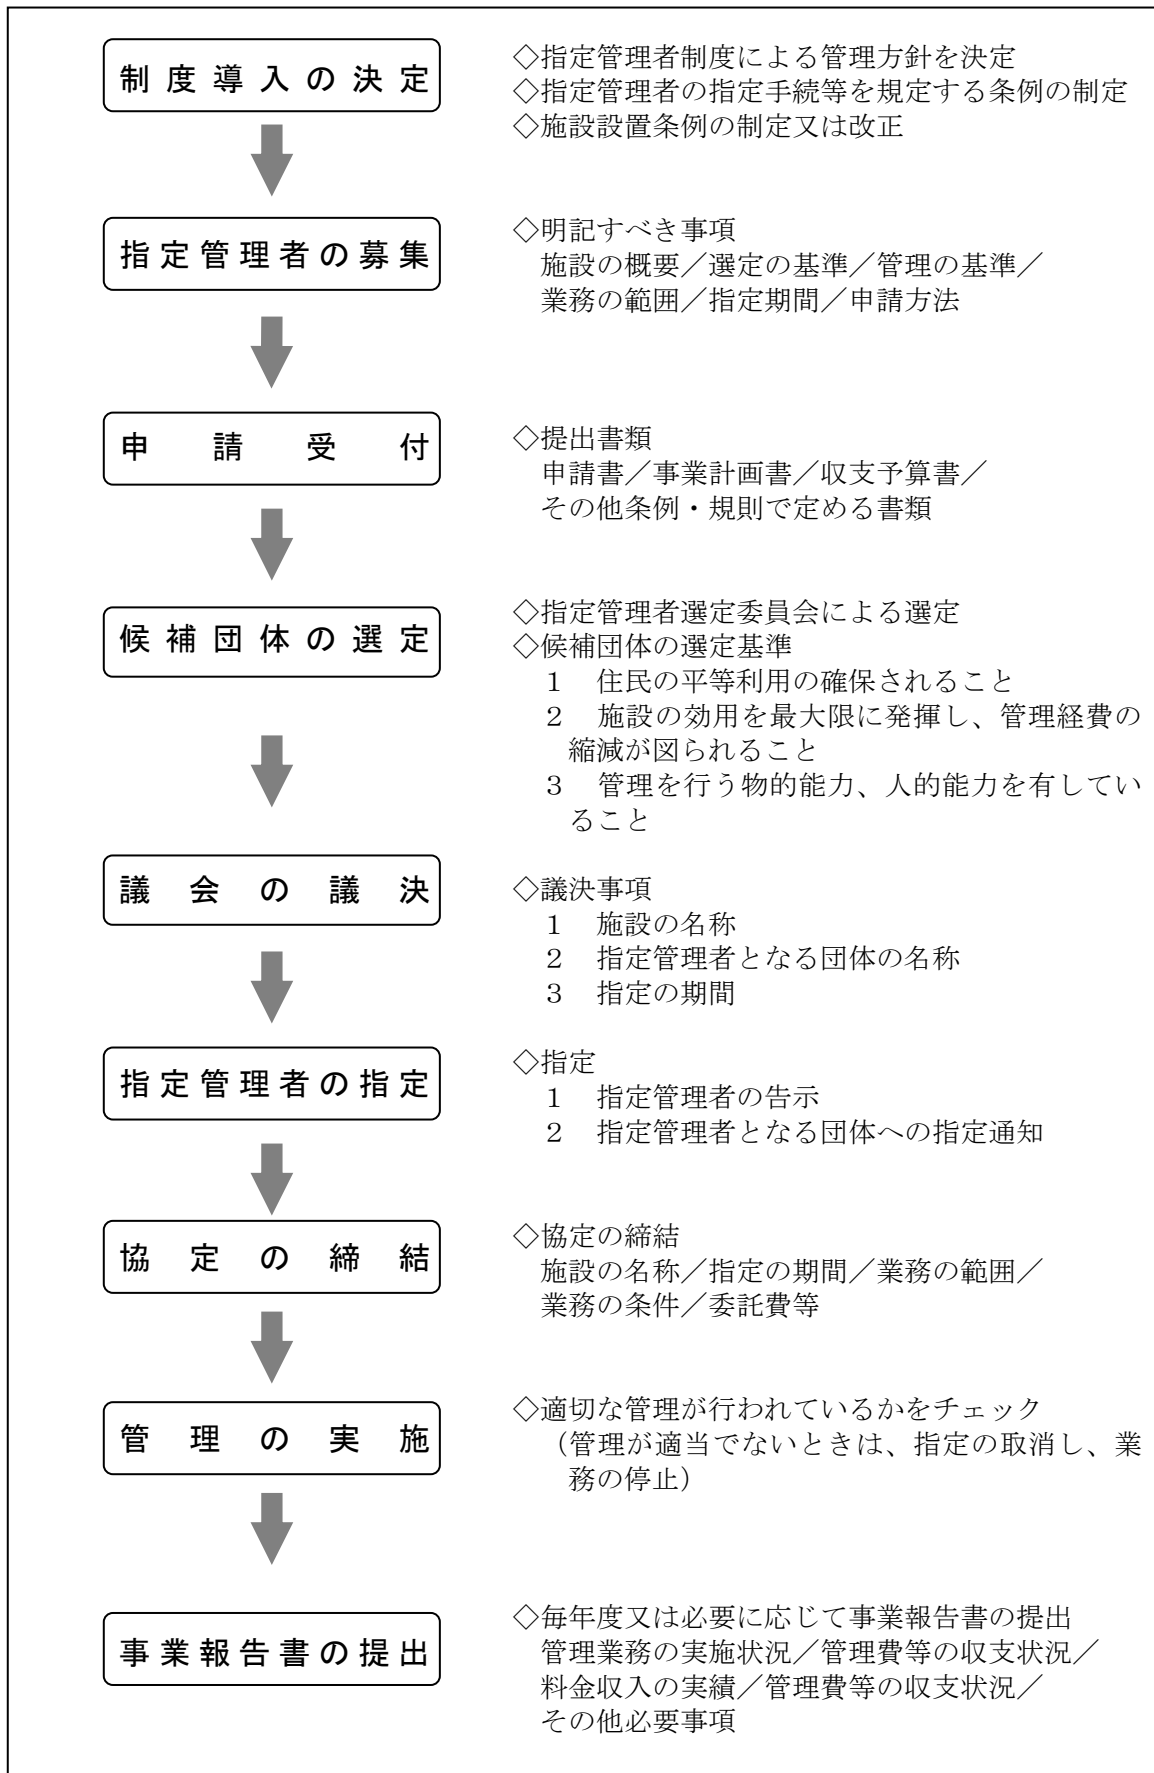 制度導入の決定
◇指定管理者制度による管理方針を決定
◇指定管理者の指定手続等を規定する条例の制定
◇施設設置条例の制定又は改正
指定管理者の募集
◇明記すべき事項
施設の概要／選定の基準／管理の基準／
業務の範囲／指定期間／申請方法
申請受付
◇提出書類
申請書／事業計画書／収支予算書／
その他条例・規則で定める書類
候補団体の選定
◇指定管理者選定委員会による選定
◇候補団体の選定基準
１　住民の平等利用の確保されること
２　施設の効用を最大限に発揮し、管理経費の
縮減が図られること
３　管理を行う物的能力、人的能力を有してい
ること
議会の議決
◇議決事項
１　施設の名称
２　指定管理者となる団体の名称
３　指定の期間
指定管理者の指定
◇指定
１　指定管理者の告示
２　指定管理者となる団体への指定通知
協定の締結
◇協定の締結
施設の名称／指定の期間／業務の範囲／
業務の条件／委託費等
管理の実施
◇適切な管理が行われているかをチェック
（管理が適当でないときは、指定の取消し、業
務の停止）
事業報告書の提出
◇毎年度又は必要に応じて事業報告書の提出
管理業務の実施状況／管理費等の収支状況／
料金収入の実績／管理費等の収支状況／
その他必要事項